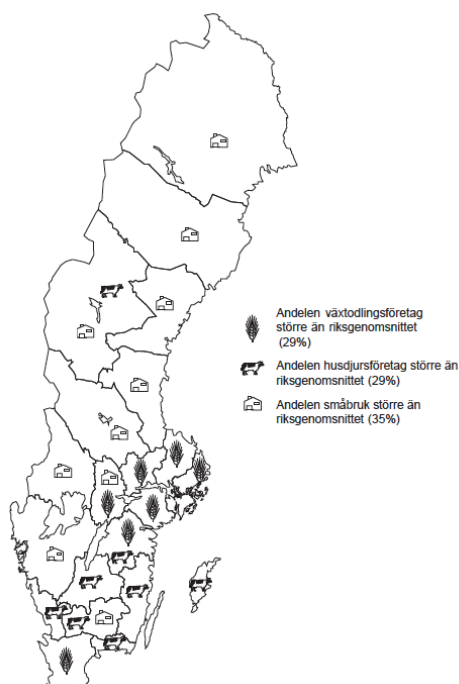 Andelen växtodlingsföretag
större än riksgenomsnittet
(29%)
Andelen husdjursföretag större än
riksgenomsnittet (29%)
Andelen småbruk större än
riksgenomsnittet (35%)